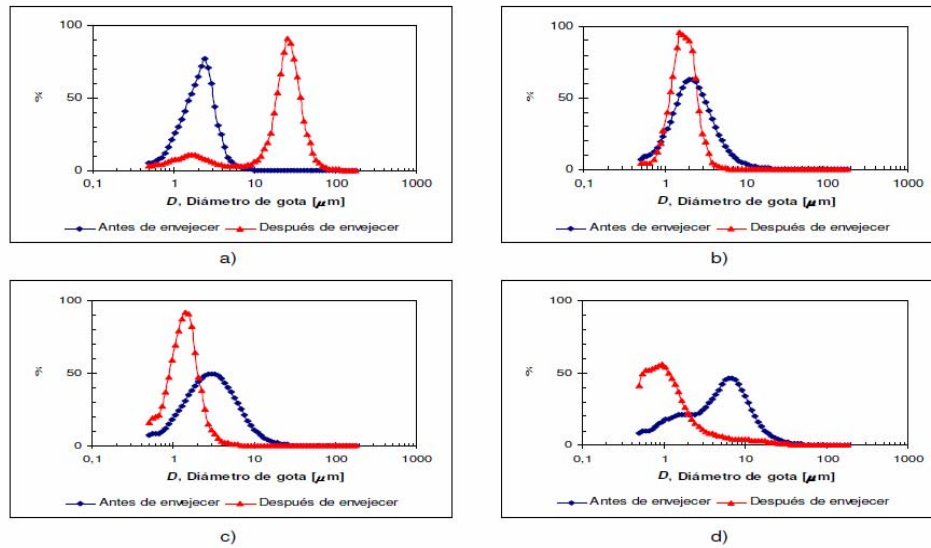 100
50
0
%
0,1 1 10 100 1000
D, Diámetro de gota [µm]
Antes de envejecer Después de envejecer
a)
100
50
0
%
0,1 1 10 100 1000
D, Diámetro de gota [µm]
Antes de envejecer Después de envejecer
b)
100
50
0
%
0,1 1 10 100 1000
D, Diámetro de gota [µm]
Antes de envejecer Después de envejecer
c)
100
50
0
%
0,1 1 10 100 1000
D, Diámetro de gota [µm]
Antes de envejecer Después de envejecer
d)